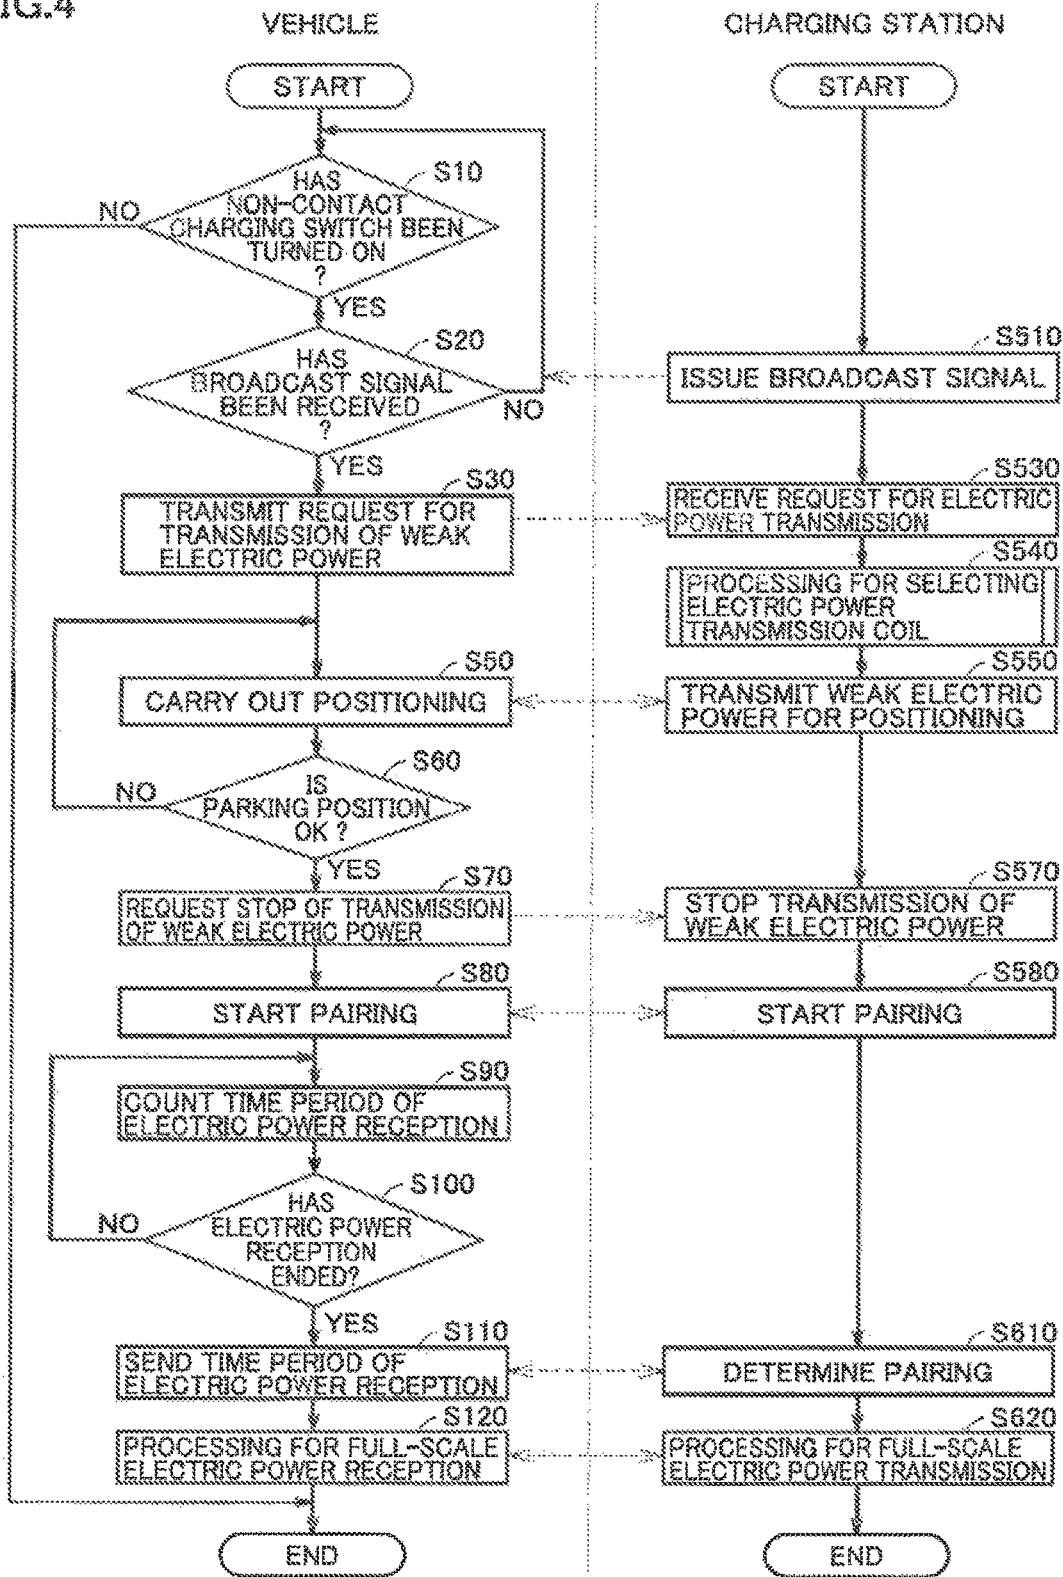 FIG.4
VEHICLE
CHARGING STATION
START
START
S10
HAS
NON-CONTACT
CHARGING SWITCH BEEN
TURNED ON
?
NO
YES
S20
HAS
BROADCAST SIGNAL
BEEN RECEIVED
?
NO
YES
S510
ISSUE BROADCAST SIGNAL
S30
TRANSMIT REQUEST FOR
TRANSMISSION OF WEAK
ELECTRIC POWER
S530
RECEIVE REQUEST FOR ELECTRIC
POWER TRANSMISSION
S540
PROCESSING FOR SELECTING
ELECTRIC POWER
TRANSMISSION COIL
S50
CARRY OUT POSITIONING
S550
TRANSMIT WEAK ELECTRIC
POWER FOR POSITIONING
S60
IS
PARKING POSITION
OK ?
NO
YES
S70
REQUEST STOP OF TRANSMISSION
OF WEAK ELECTRIC POWER
S570
STOP TRANSMISSION OF
WEAK ELECTRIC POWER
S80
START PAIRING
S580
START PAIRING
S90
COUNT TIME PERIOD OF
ELECTRIC POWER RECEPTION
S100
HAS
ELECTRIC POWER
RECEPTION
ENDED?
NO
YES
S110
SEND TIME PERIOD OF
ELECTRIC POWER RECEPTION
S610
DETERMINE PAIRING
S120
PROCESSING FOR FULL-SCALE
ELECTRIC POWER RECEPTION
S620
PROCESSING FOR FULL-SCALE
ELECTRIC POWER TRANSMISSION
END
END